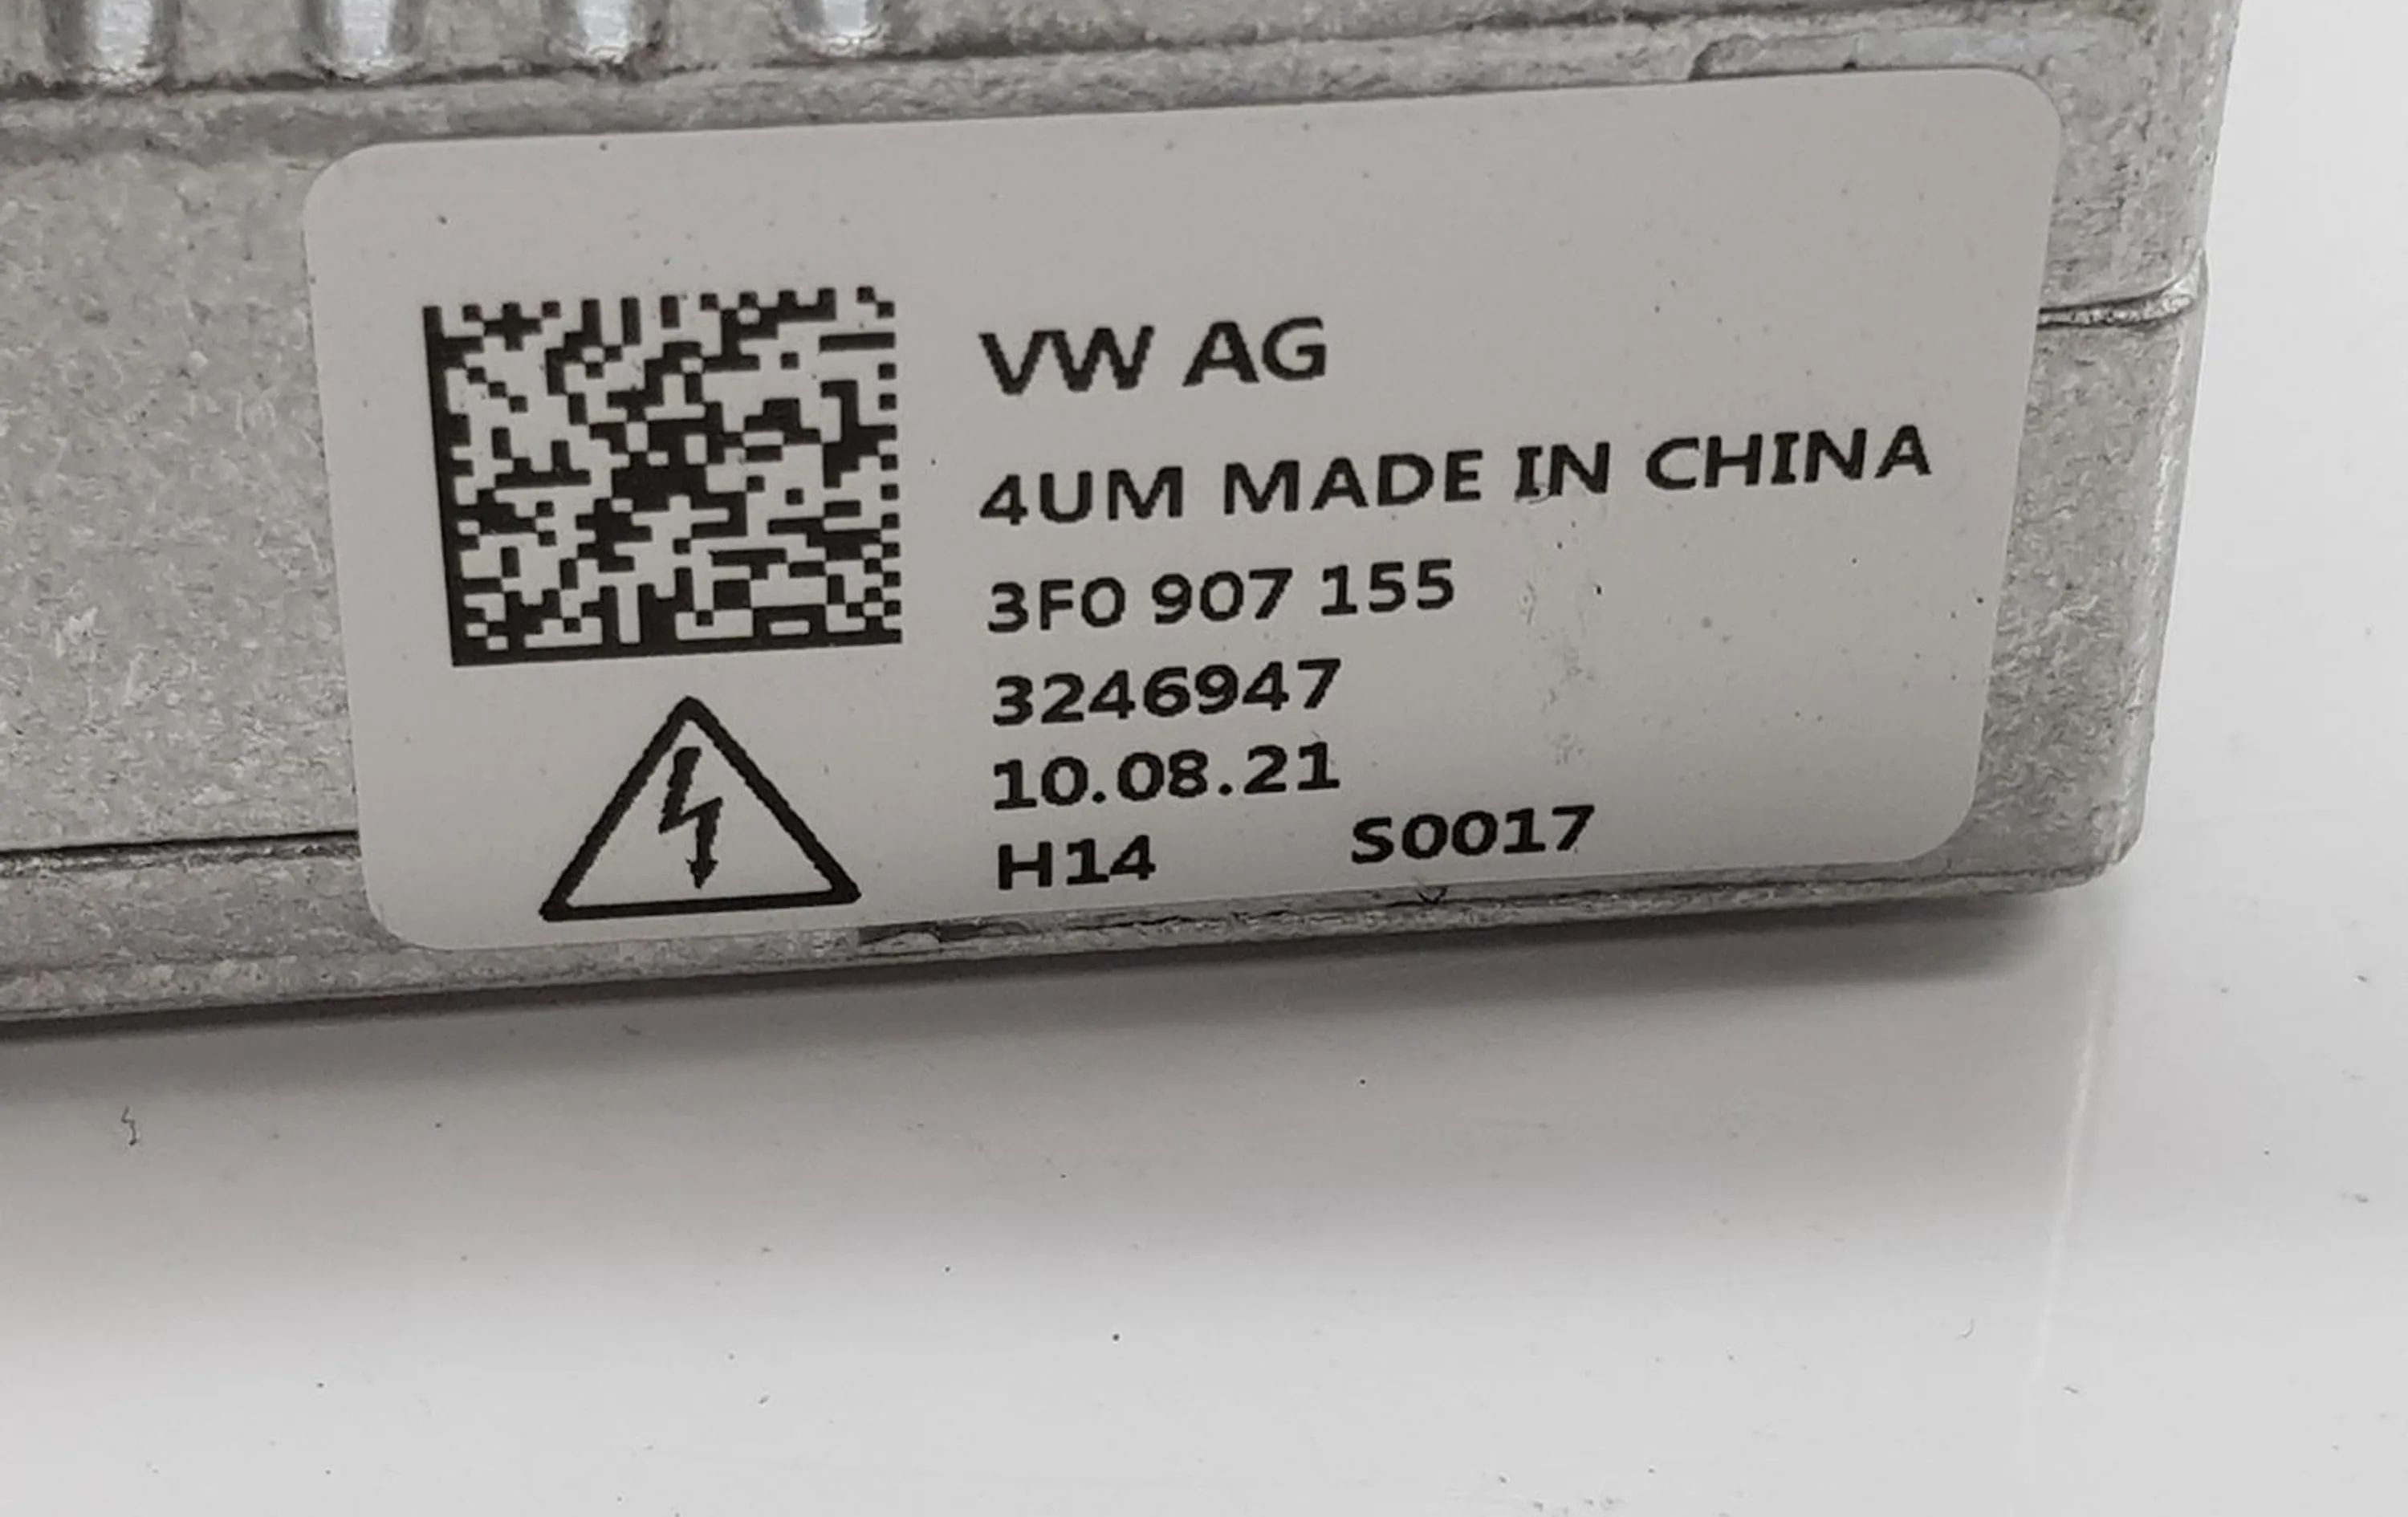 VW AG
4UM MADE IN CHINA
3F0 907 155
3246947
10.08.21
H14 S0017